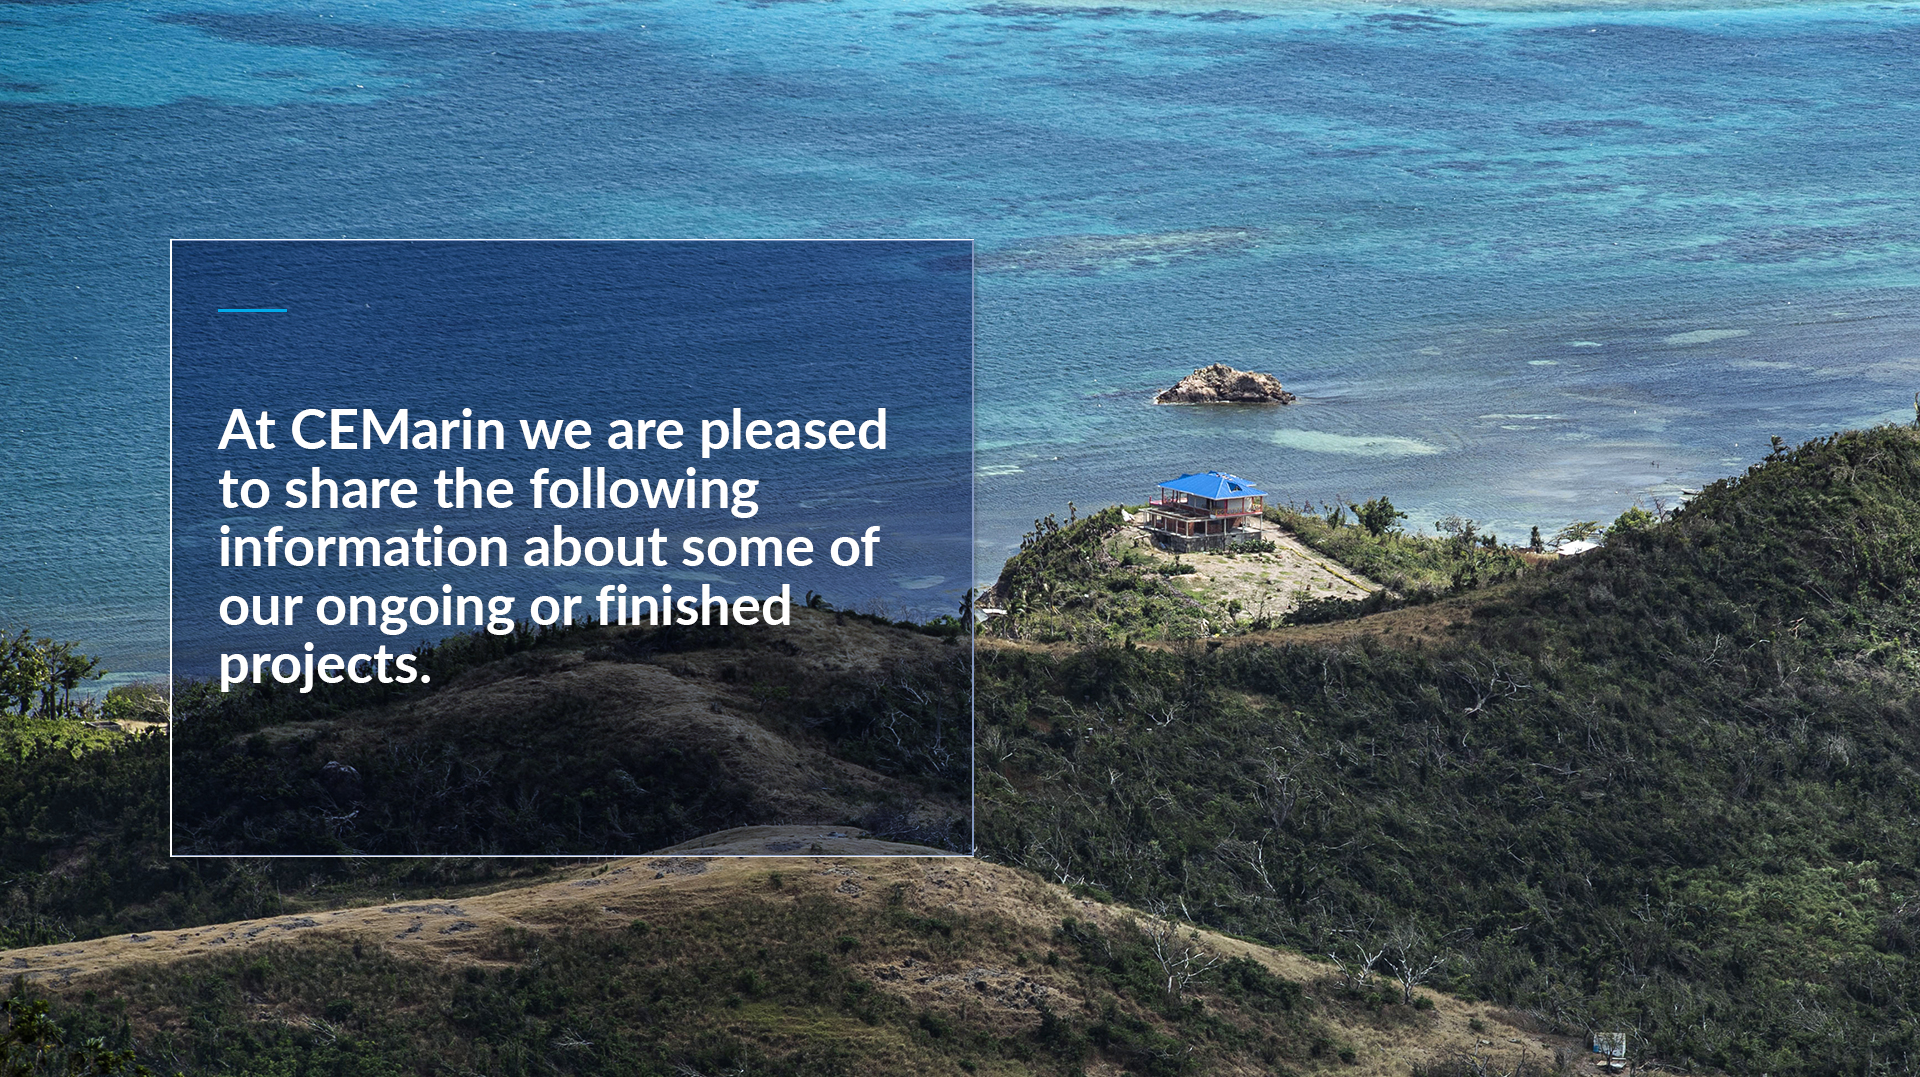 At CEMarin we are pleased
to share the following
information about some of
our ongoing or finished
projects.